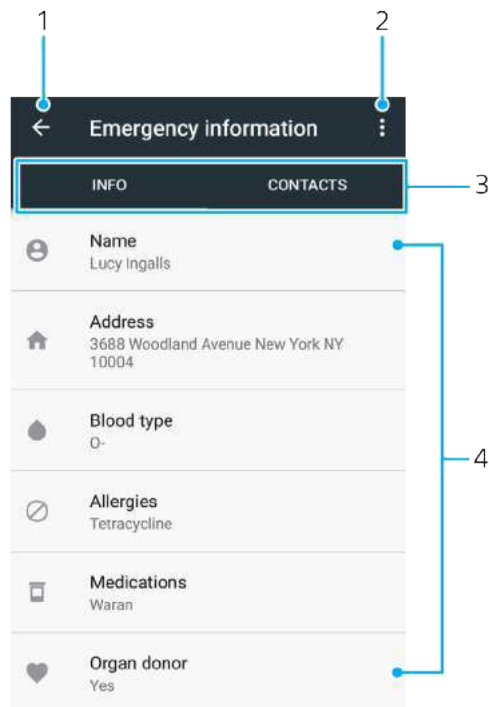 1
2
Emergency information
INFO
CONTACTS
3
Name
Lucy Ingalls
Address
3688 Woodland Avenue New York NY
10004
Blood type
O-
4
Allergies
Tetracycline
Medications
Waran
Organ donor
Yes